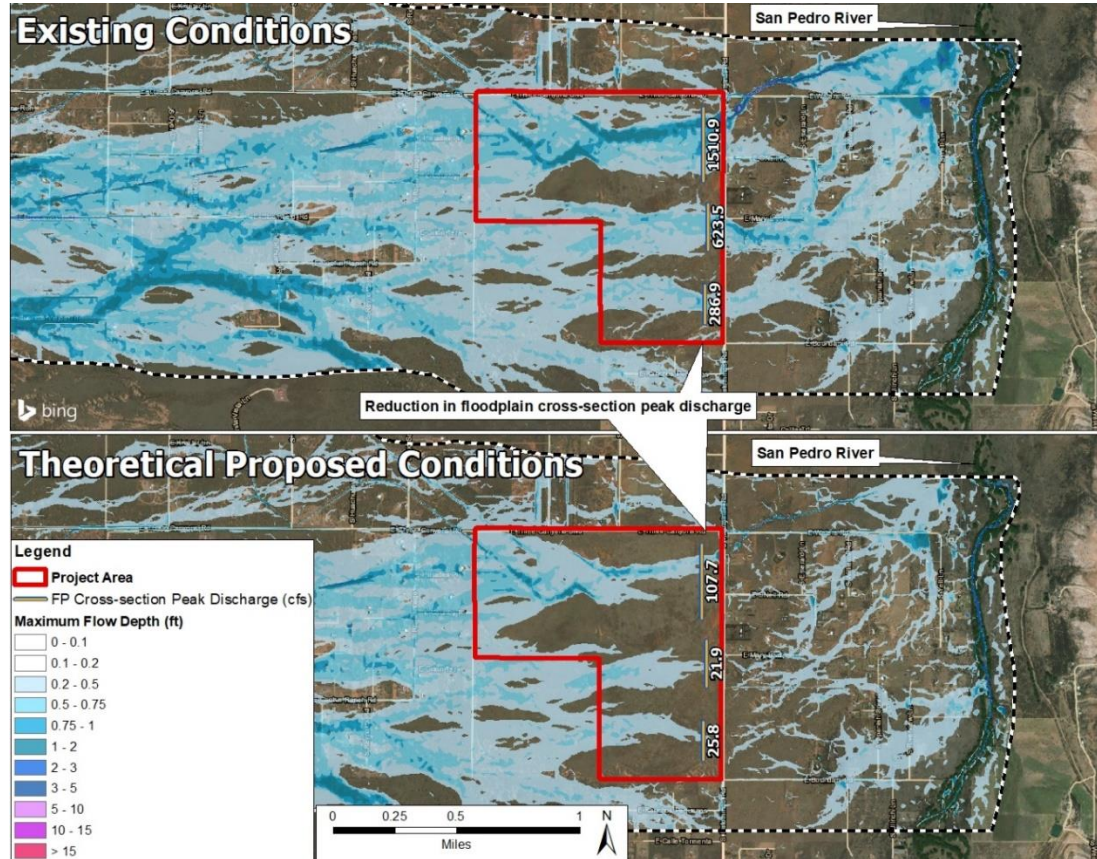 Existing Conditions
San Pedro River
1510.9
623.5
286.9
bing
Reduction in floodplain cross-section peak discharge
Theoretical Proposed Conditions
San Pedro River
107.7
21.9
25.8
Legend
Project Area
FP Cross-section Peak Discharge (cfs)
Maximum Flow Depth (ft)
0 - 0.1
0.1 - 0.2
0.2 - 0.5
0.5 - 0.75
0.75 - 1
1 - 2
2 - 3
3 - 5
5 - 10
10 - 15
> 15
0 0.25 0.5 1
Miles
N